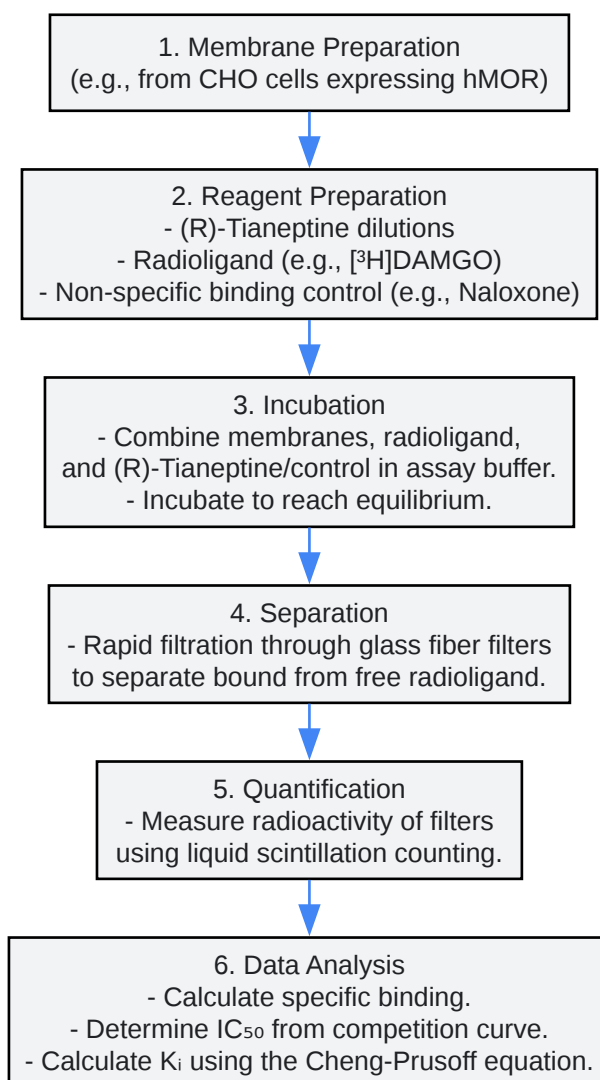 1. Membrane Preparation
(e.g., from CHO cells expressing hMOR)
2. Reagent Preparation
- (R)-Tianeptine dilutions
- Radioligand (e.g., [³H]DAMGO)
- Non-specific binding control (e.g., Naloxone)
3. Incubation
- Combine membranes, radioligand,
and (R)-Tianeptine/control in assay buffer.
- Incubate to reach equilibrium.
4. Separation
- Rapid filtration through glass fiber filters
to separate bound from free radioligand.
5. Quantification
- Measure radioactivity of filters
using liquid scintillation counting.
6. Data Analysis
- Calculate specific binding.
- Determine IC₅₀ from competition curve.
- Calculate Kᵢ using the Cheng-Prusoff equation.